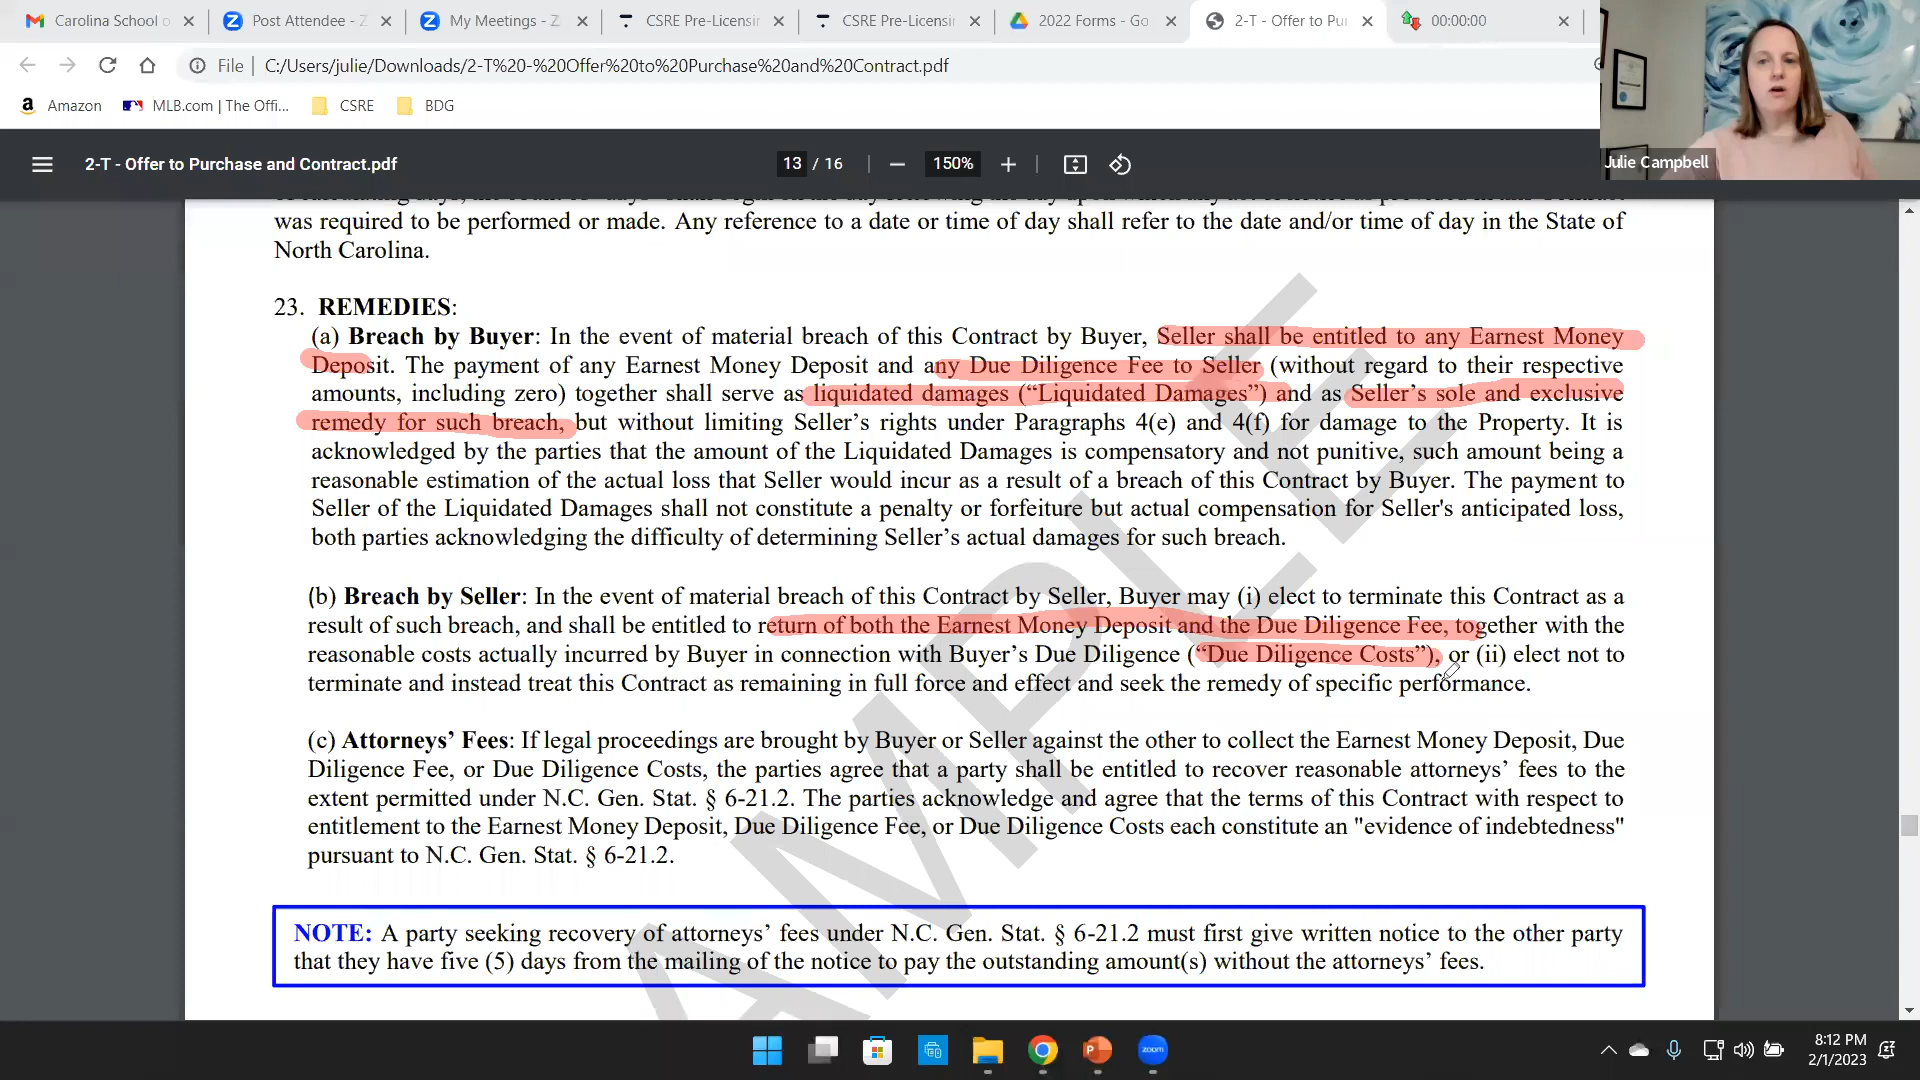 Carolina School o
Post Attendee - Z
My Meetings - Zo
CSRE Pre-Licensin
CSRE Pre-Licensin
2022 Forms - Go
2-T - Offer to Pur
00:00:00
File
C:/Users/julie/Downloads/2-T%20-%20Offer%20to%20Purchase%20and%20Contract.pdf
Amazon
MLB.com | The Offi...
CSRE
BDG
Julie Campbell
2-T - Offer to Purchase and Contract.pdf
13 / 16
150%
was required to be performed or made. Any reference to a date or time of day shall refer to the date and/or time of day in the State of
North Carolina.
23. REMEDIES:
(a) Breach by Buyer: In the event of material breach of this Contract by Buyer, Seller shall be entitled to any Earnest Money
Deposit. The payment of any Earnest Money Deposit and any Due Diligence Fee to Seller (without regard to their respective
amounts, including zero) together shall serve as liquidated damages (“Liquidated Damages”) and as Seller’s sole and exclusive
remedy for such breach, but without limiting Seller’s rights under Paragraphs 4(e) and 4(f) for damage to the Property. It is
acknowledged by the parties that the amount of the Liquidated Damages is compensatory and not punitive, such amount being a
reasonable estimation of the actual loss that Seller would incur as a result of a breach of this Contract by Buyer. The payment to
Seller of the Liquidated Damages shall not constitute a penalty or forfeiture but actual compensation for Seller's anticipated loss,
both parties acknowledging the difficulty of determining Seller’s actual damages for such breach.
(b) Breach by Seller: In the event of material breach of this Contract by Seller, Buyer may (i) elect to terminate this Contract as a
result of such breach, and shall be entitled to return of both the Earnest Money Deposit and the Due Diligence Fee, together with the
reasonable costs actually incurred by Buyer in connection with Buyer’s Due Diligence (“Due Diligence Costs”), or (ii) elect not to
terminate and instead treat this Contract as remaining in full force and effect and seek the remedy of specific performance.
(c) Attorneys’ Fees: If legal proceedings are brought by Buyer or Seller against the other to collect the Earnest Money Deposit, Due
Diligence Fee, or Due Diligence Costs, the parties agree that a party shall be entitled to recover reasonable attorneys’ fees to the
extent permitted under N.C. Gen. Stat. § 6-21.2. The parties acknowledge and agree that the terms of this Contract with respect to
entitlement to the Earnest Money Deposit, Due Diligence Fee, or Due Diligence Costs each constitute an "evidence of indebtedness"
pursuant to N.C. Gen. Stat. § 6-21.2.
NOTE: A party seeking recovery of attorneys’ fees under N.C. Gen. Stat. § 6-21.2 must first give written notice to the other party
that they have five (5) days from the mailing of the notice to pay the outstanding amount(s) without the attorneys’ fees.
AMPLE
zoom
8:12 PM
2/1/2023